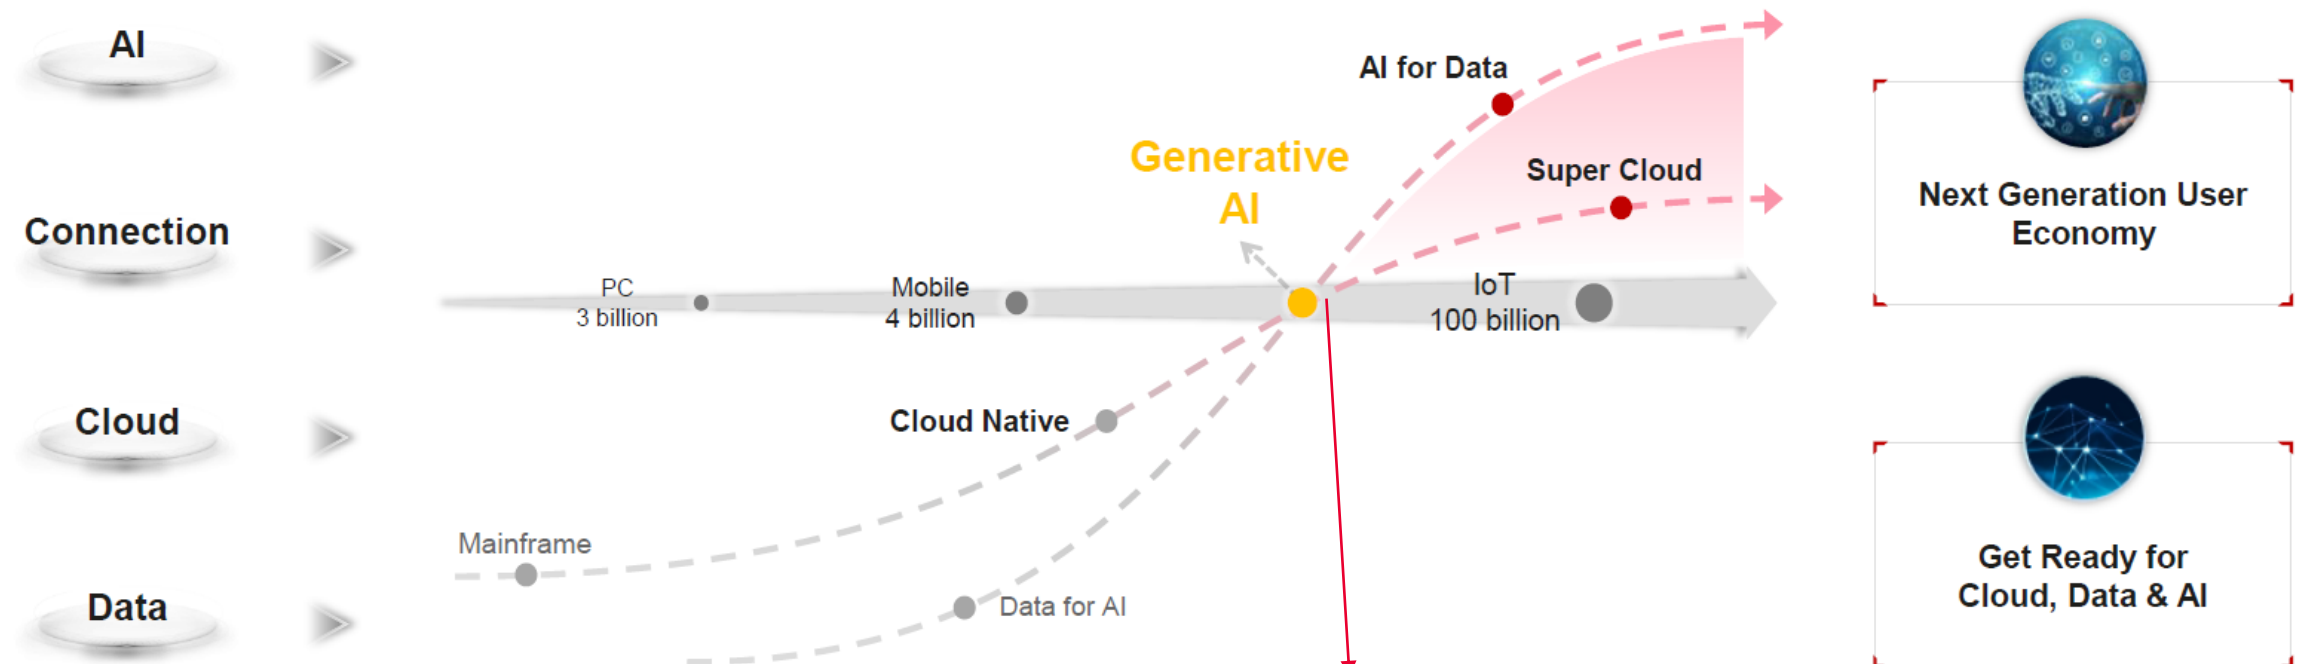 AI
Connection
Cloud
Data
AI for Data
Generative
AI
Super Cloud
PC
3 billion
Mobile
4 billion
IoT
100 billion
Cloud Native
Mainframe
Data for AI
Next Generation User
Economy
Get Ready for
Cloud, Data & AI